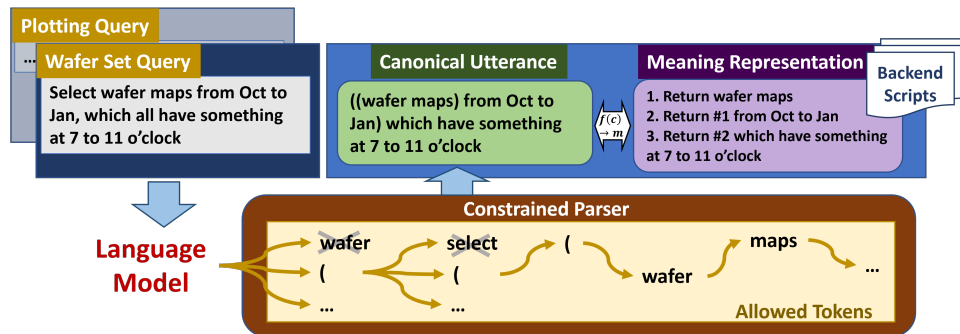 Plotting Query
...
Wafer Set Query
Select wafer maps from Oct to
Jan, which all have something
at 7 to 11 o'clock
Canonical Utterance
((wafer maps) from Oct to
Jan) which have something
at 7 to 11 o'clock
f(c)
→ m
Meaning Representation
1. Return wafer maps
2. Return #1 from Oct to Jan
3. Return #2 which have something
at 7 to 11 o'clock
Backend
Scripts
Language
Model
Constrained Parser
wafer
(
...
select
(
...
(
wafer
maps
...
Allowed Tokens